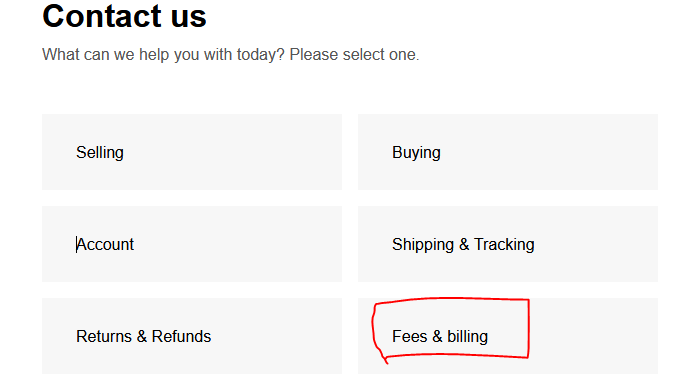 Contact us
What can we help you with today? Please select one.
Selling
Buying
Account
Shipping & Tracking
Returns & Refunds
Fees & billing